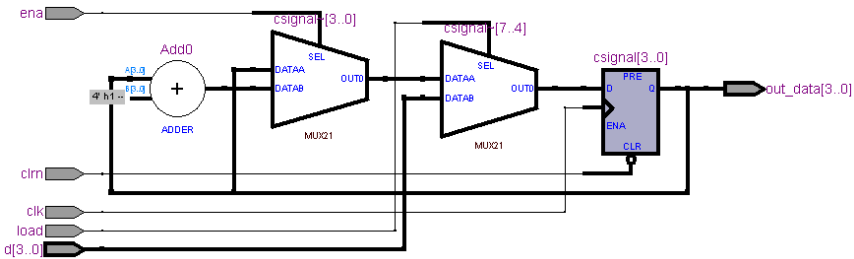 ena
csignal~[3..0]
csignal~[7..4]
Add0
SEL
SEL
csignal[3..0]
A[3..0]
DATAA
OUT0
DATAA
PRE
4' h1 --
B[3..0]
+
DATAB
DATAB
OUT0
D
Q
out_data[3..0]
ENA
ADDER
MUX21
MUX21
CLR
clrn
clk
load
d[3..0]